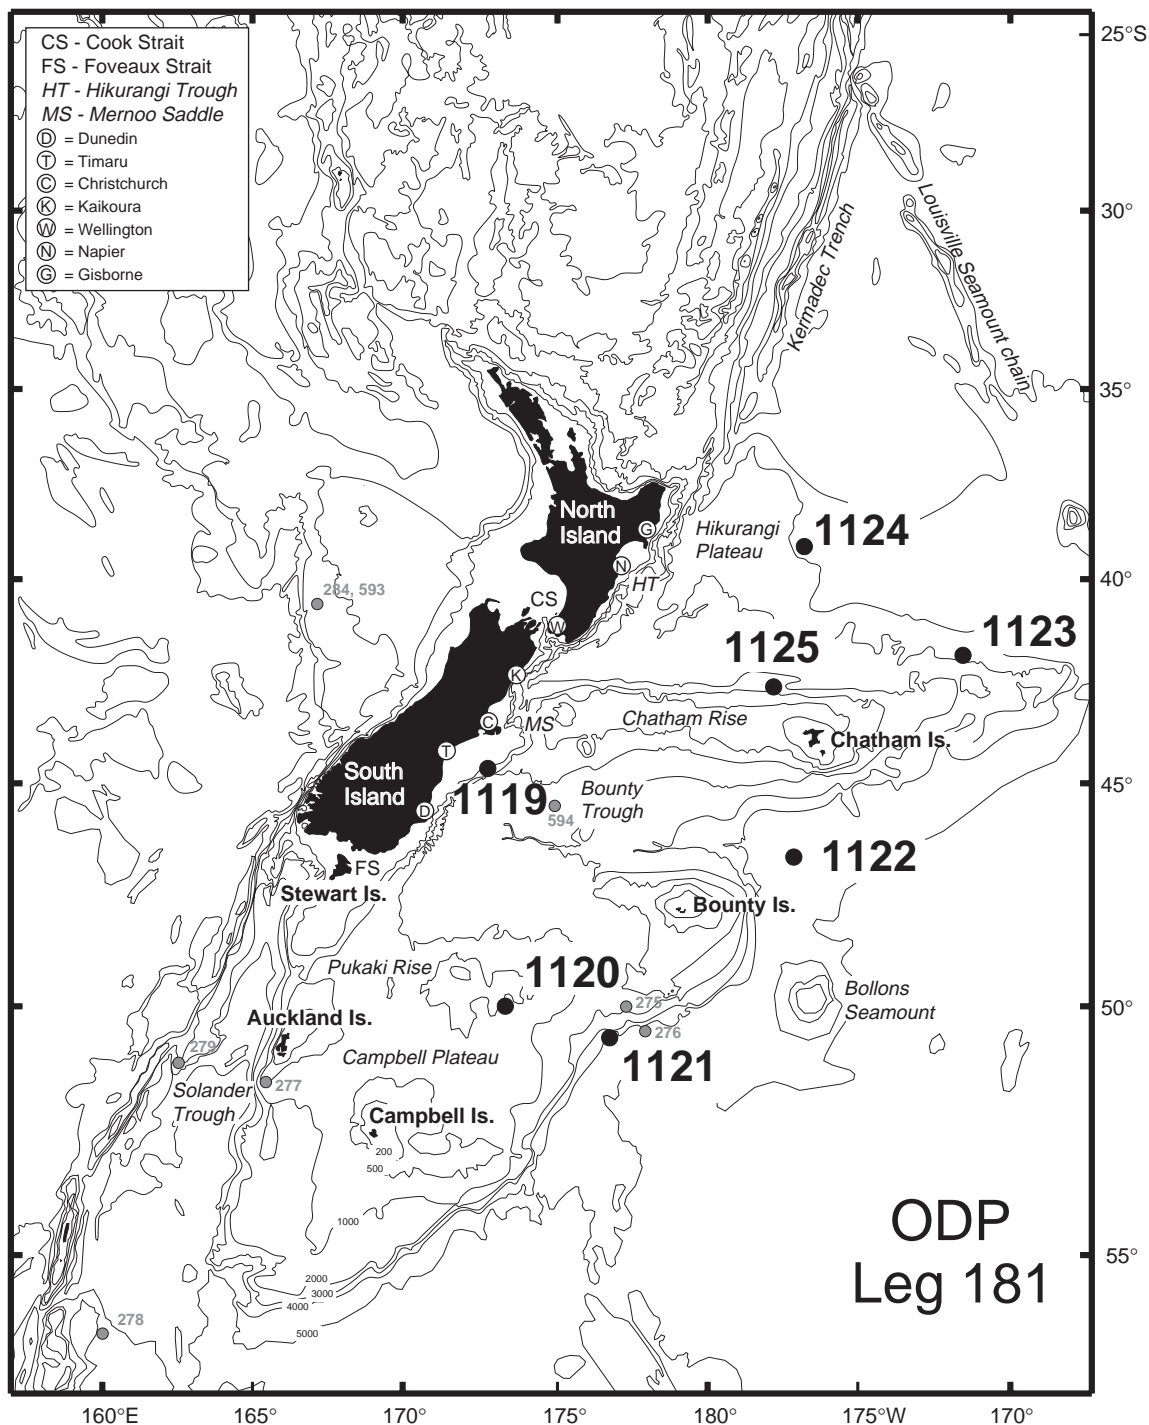 CS - Cook Strait
FS - Foveaux Strait
HT - Hikurangi Trough
MS - Mernoo Saddle
D = Dunedin
T = Timaru
C = Christchurch
K = Kaikoura
W = Wellington
N = Napier
G = Gisborne
25°S
30°
35°
40°
45°
50°
55°
Louisville Seamount chain
Kermadec Trench
North
Island
G
N
HT
Hikurangi
Plateau
1124
284, 593
CS
W
1125
1123
K
C
MS
Chatham Rise
Chatham Is.
T
South
Island
D
1119
594
Bounty
Trough
1122
FS
Stewart Is.
Bounty Is.
Pukaki Rise
1120
275
276
Bollons
Seamount
Auckland Is.
279
Campbell Plateau
1121
277
Solander
Trough
Campbell Is.
200
500
1000
2000
3000
4000
5000
278
ODP
Leg 181
160°E
165°
170°
175°
180°
175°W
170°